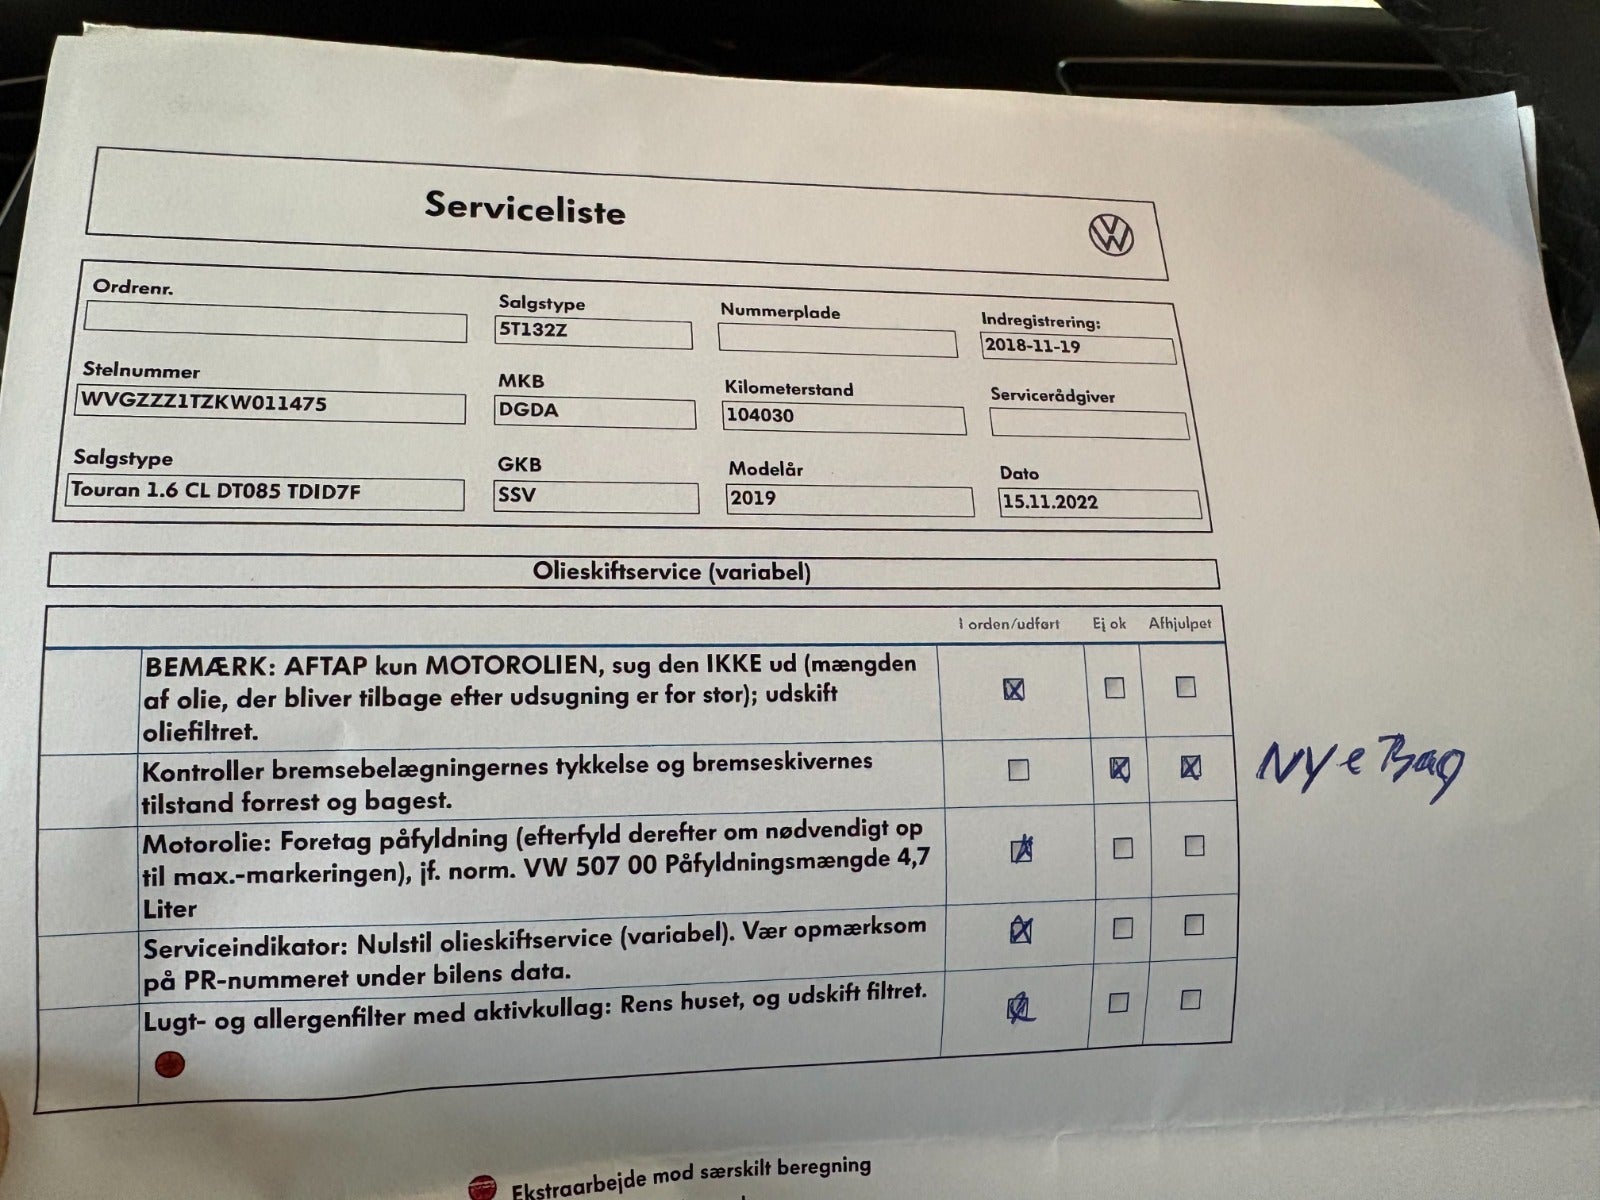 Serviceliste
Ordrenr.
Salgstype
5T132Z
Nummerplade
Indregistrering:
2018-11-19
Stelnummer
WVGZZZ1TZKW011475
MKB
DGDA
Kilometerstand
104030
Servicerådgiver
Salgstype
Touran 1.6 CL DT085 TDID7F
GKB
SSV
Modelår
2019
Dato
15.11.2022
Olieskiftservice (variabel)
I orden/udført Ej ok Afhjulpet
BEMÆRK: AFTAP kun MOTOROLIEN, sug den IKKE ud (mængden
af olie, der bliver tilbage efter udsugning er for stor); udskift
oliefiltret.
Kontroller bremsebelægningernes tykkelse og bremseskivernes
tilstand forrest og bagest.
NYe Bag
Motorolie: Foretag påfyldning (efterfyld derefter om nødvendigt op
til max.-markeringen), jf. norm. VW 507 00 Påfyldningsmængde 4,7
Liter
Serviceindikator: Nulstil olieskiftservice (variabel). Vær opmærksom
på PR-nummeret under bilens data.
Lugt- og allergenfilter med aktivkullag: Rens huset, og udskift filtret.
Ekstraarbejde mod særskilt beregning